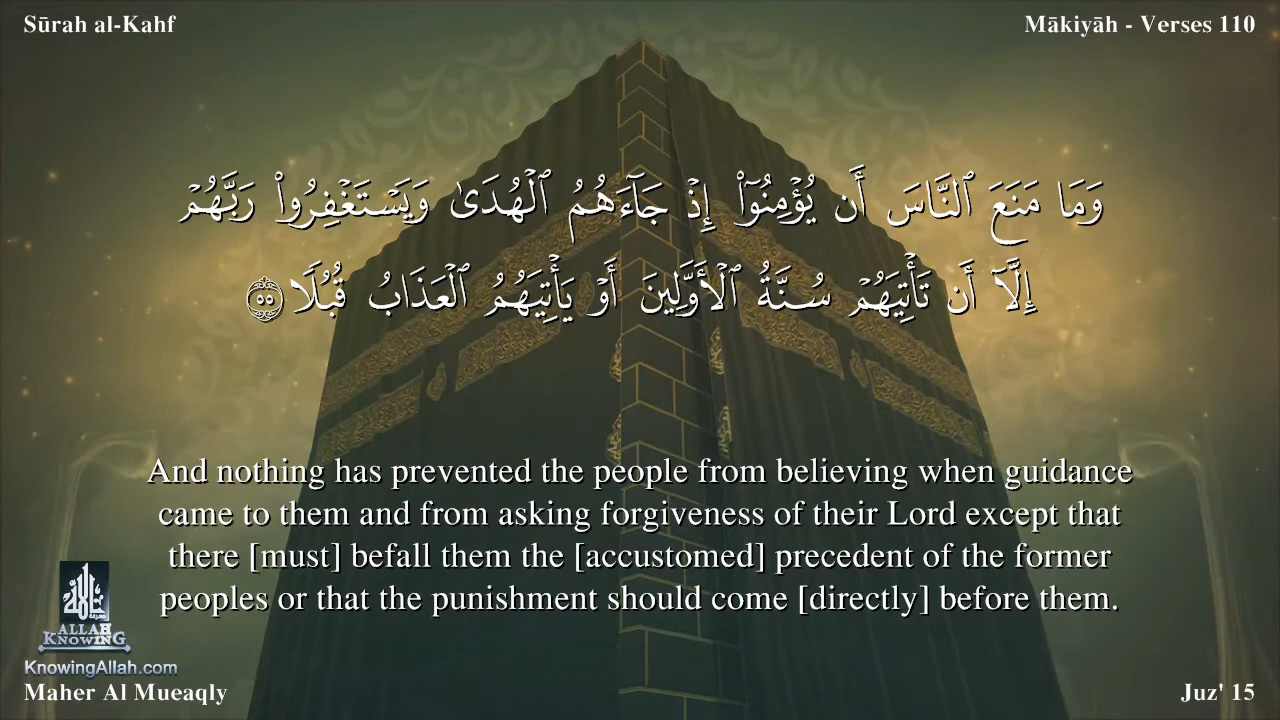 Sūrah al-Kahf
Mākiyāh - Verses 110
وَمَا مَنَعَ ٱلنَّاسَ أَن يُؤْمِنُوٓا۟ إِذْ جَآءَهُمُ ٱلْهُدَىٰ وَيَسْتَغْفِرُوا۟ رَبَّهُمْ
إِلَّآ أَن تَأْتِيَهُمْ سُنَّةُ ٱلْأَوَّلِينَ أَوْ يَأْتِيَهُمُ ٱلْعَذَابُ قُبُلًا ٥٥
And nothing has prevented the people from believing when guidance
came to them and from asking forgiveness of their Lord except that
there [must] befall them the [accustomed] precedent of the former
peoples or that the punishment should come [directly] before them.
ALLAH
KNOWING
KnowingAllah.com
Maher Al Mueaqly
Juz' 15